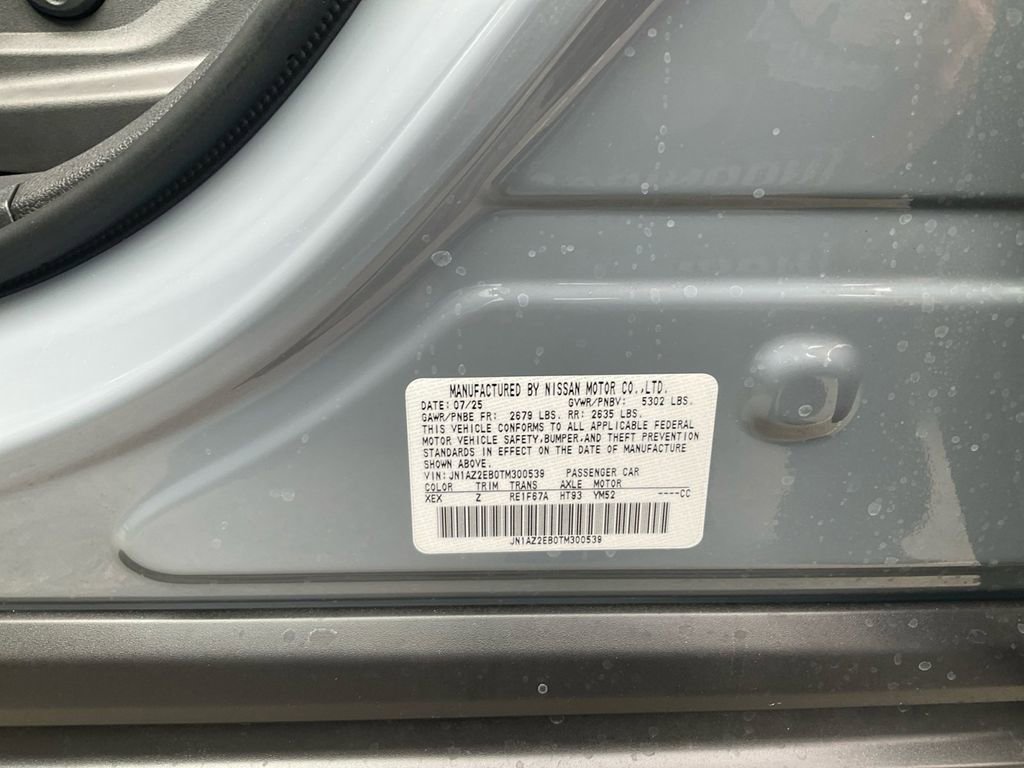 MANUFACTURED BY NISSAN MOTOR CO.,LTD.
DATE: 07/25 GVWR/PNBV: 5302 LBS.
GAWR/PNBE FR: 2679 LBS. RR: 2635 LBS.
THIS VEHICLE CONFORMS TO ALL APPLICABLE FEDERAL
MOTOR VEHICLE SAFETY,BUMPER,AND THEFT PREVENTION
STANDARDS IN EFFECT ON THE DATE OF MANUFACTURE
SHOWN ABOVE.
VIN: JN1AZ2EB0TM300539 PASSENGER CAR
COLOR TRIM TRANS AXLE MOTOR
XEX Z RE1F67A HT93 YM52 ----CC
JN1AZ2EB0TM300539